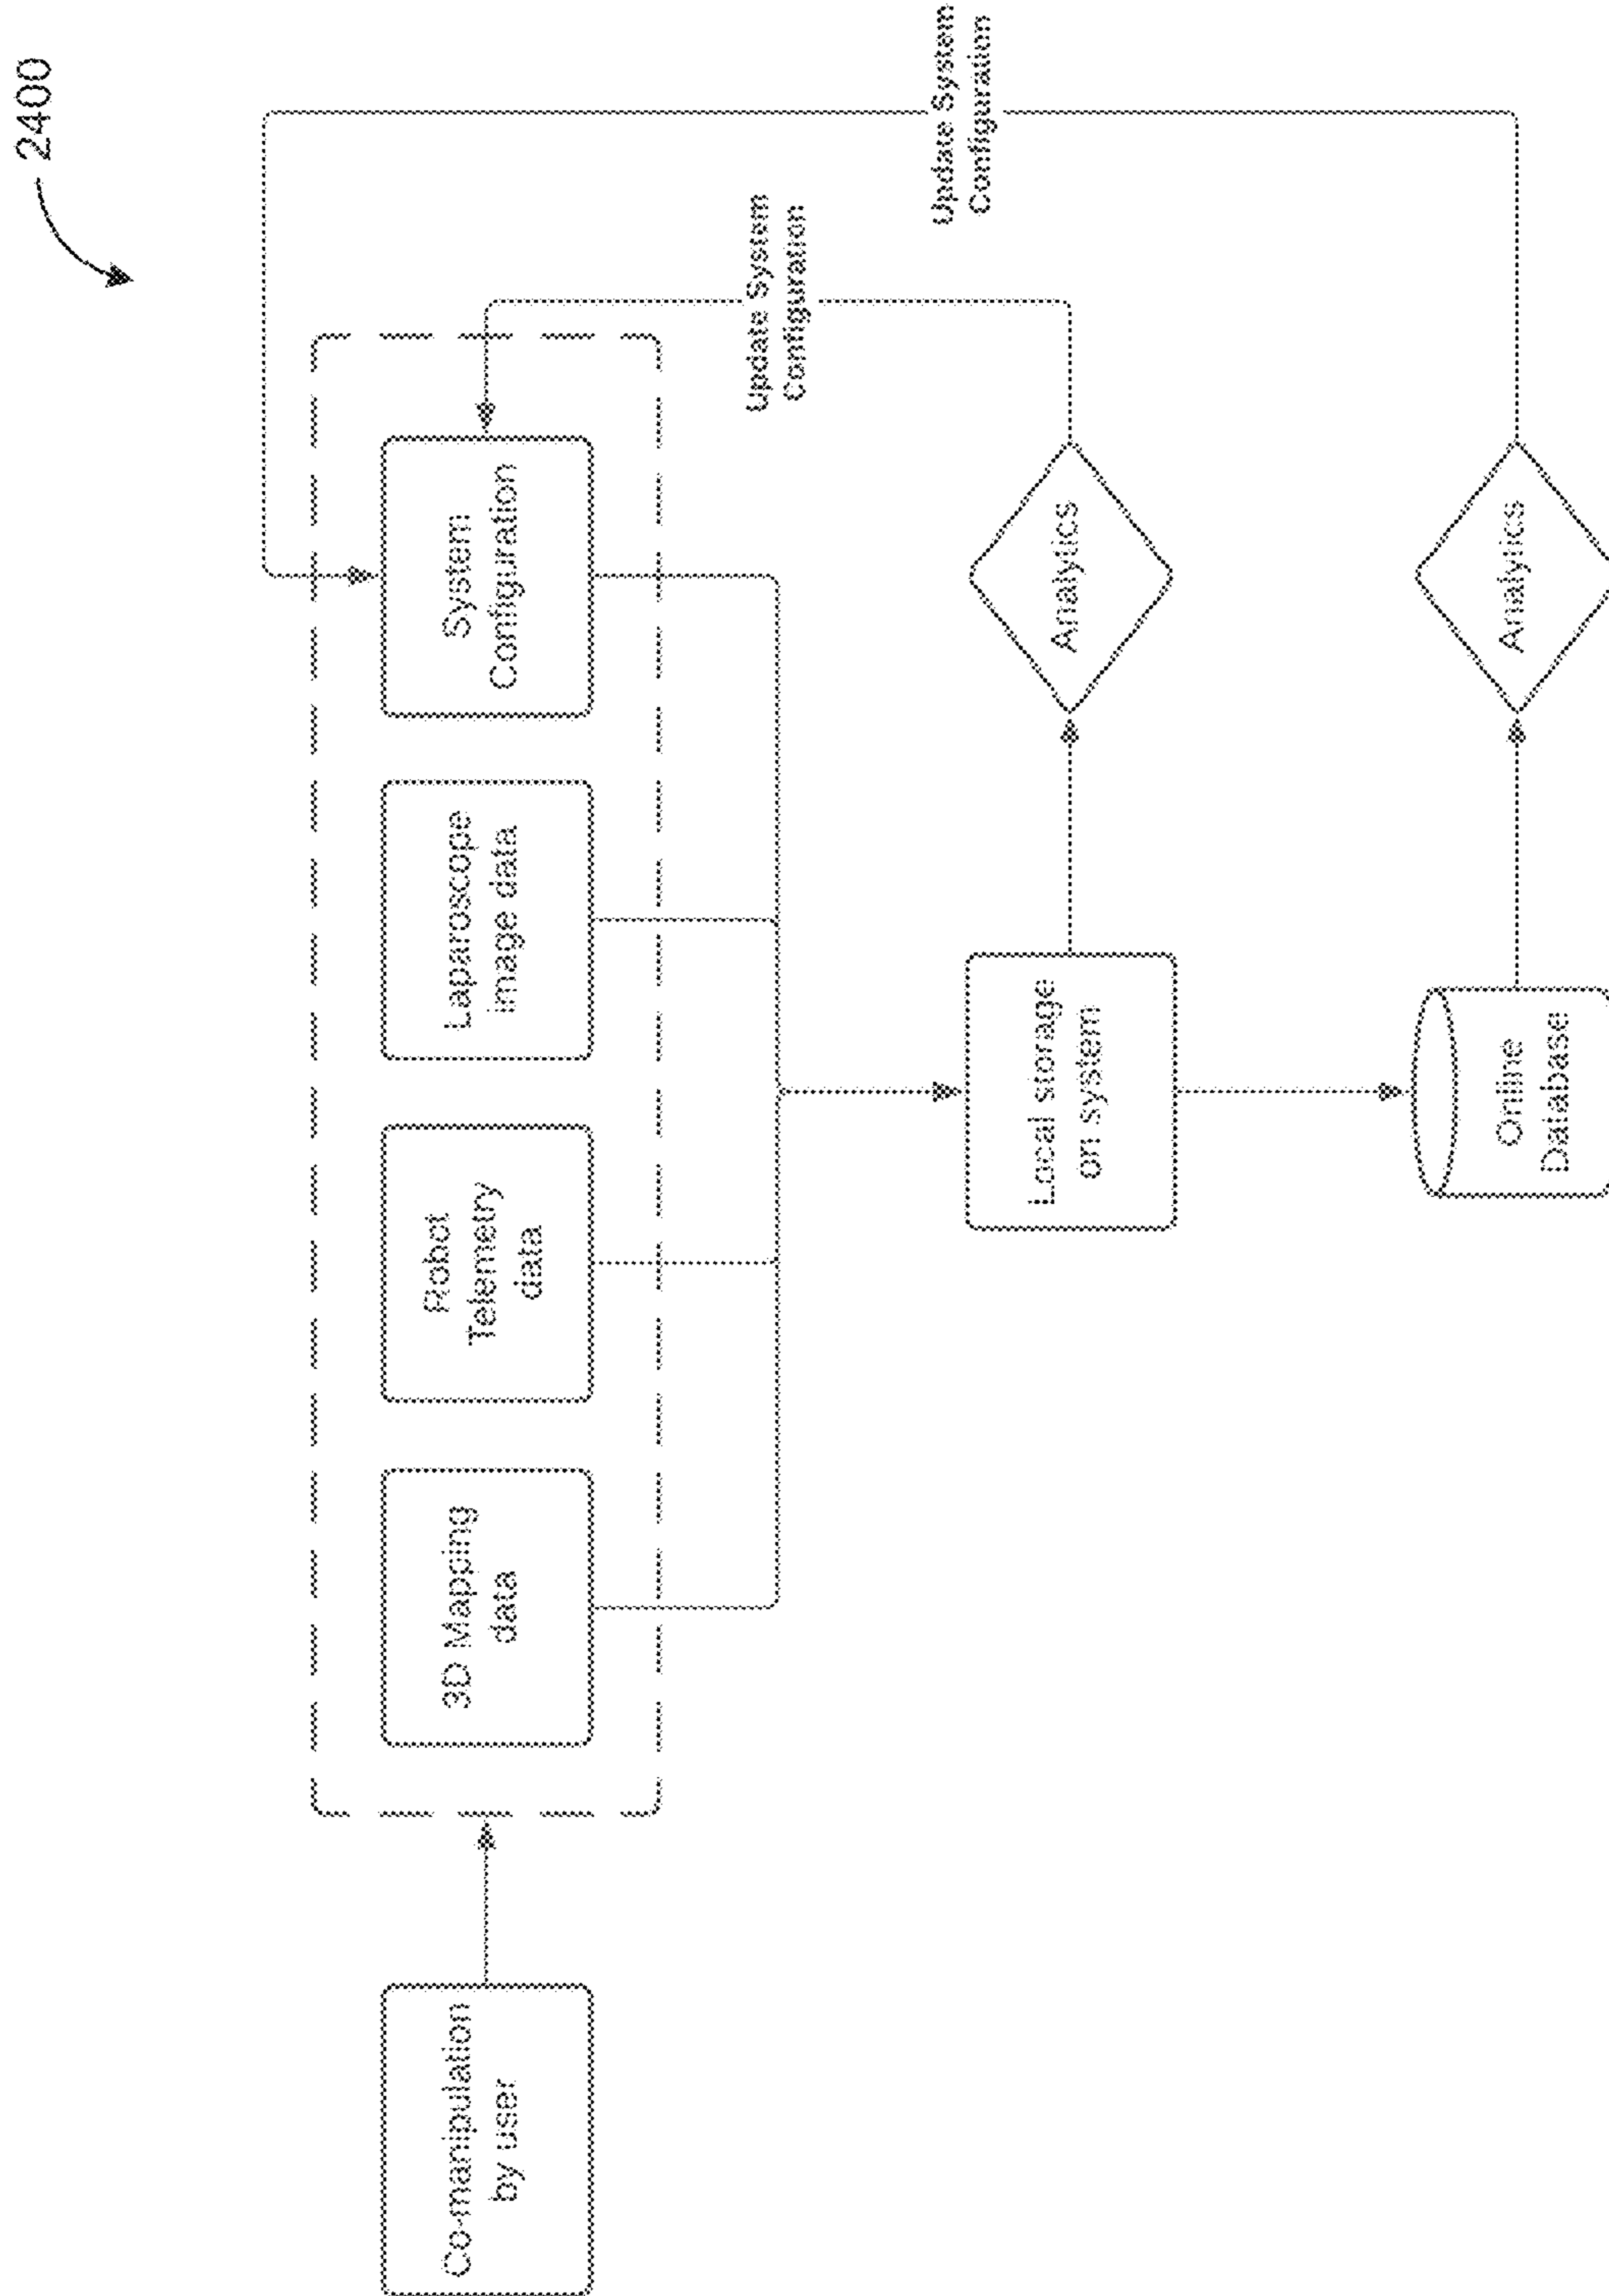 2400
Co-manipulation
by user
3D Mapping
data
Robot
Telemetry
data
Laparoscope
image data
System
Configuration
Update System
Configuration
Update System
Configuration
Local storage
on system
Analytics
Online
Database
Analytics